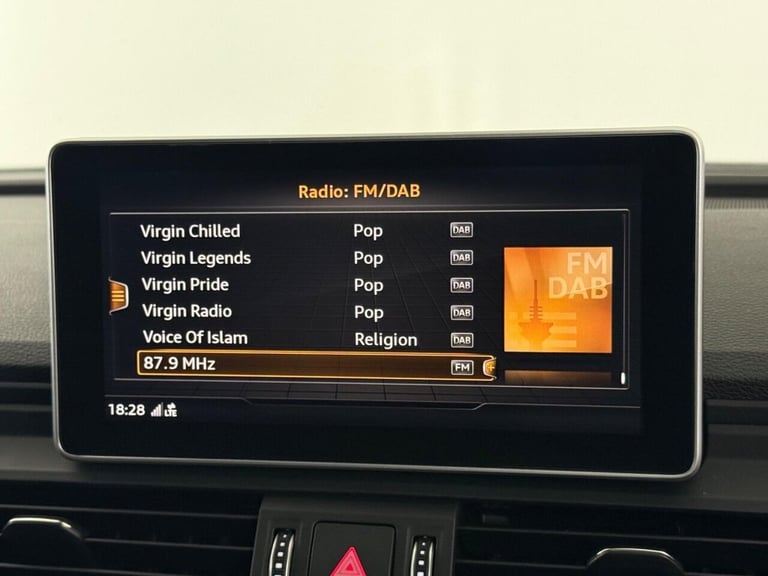 Radio: FM/DAB
Virgin Chilled Pop DAB
Virgin Legends Pop DAB
Virgin Pride Pop DAB
Virgin Radio Pop DAB
Voice Of Islam Religion DAB
87.9 MHz FM
FM
DAB
18:28 LTE